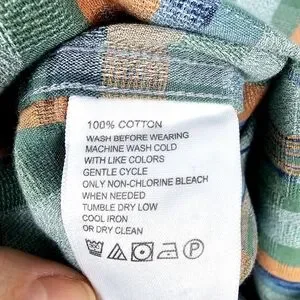 100% COTTON
WASH BEFORE WEARING
MACHINE WASH COLD
WITH LIKE COLORS
GENTLE CYCLE
ONLY NON-CHLORINE BLEACH
WHEN NEEDED
TUMBLE DRY LOW
COOL IRON
OR DRY CLEAN